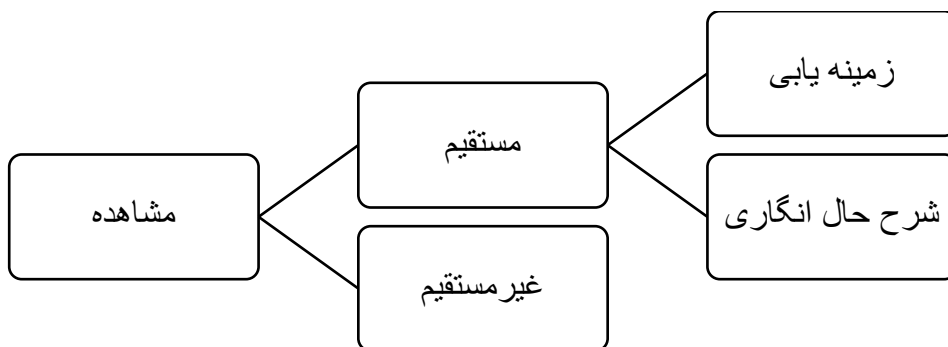 زمینه یابی
مستقیم
شرح حال انگاری
مشاهده
غیرمستقیم